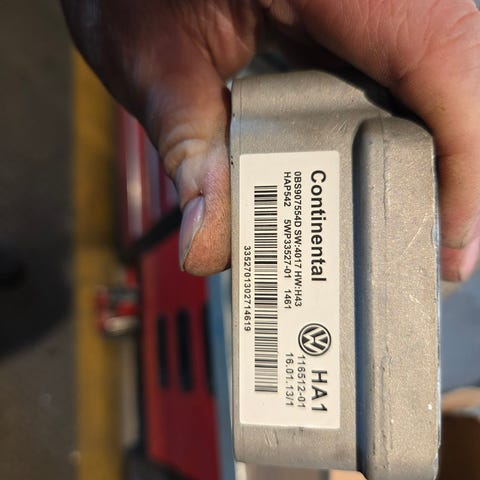 Continental
0BS907554D SW:4017 HW:H43
HAP542 5WP33527-01 1461
3352701302714619
HA1
116512-01
16.01.13/1